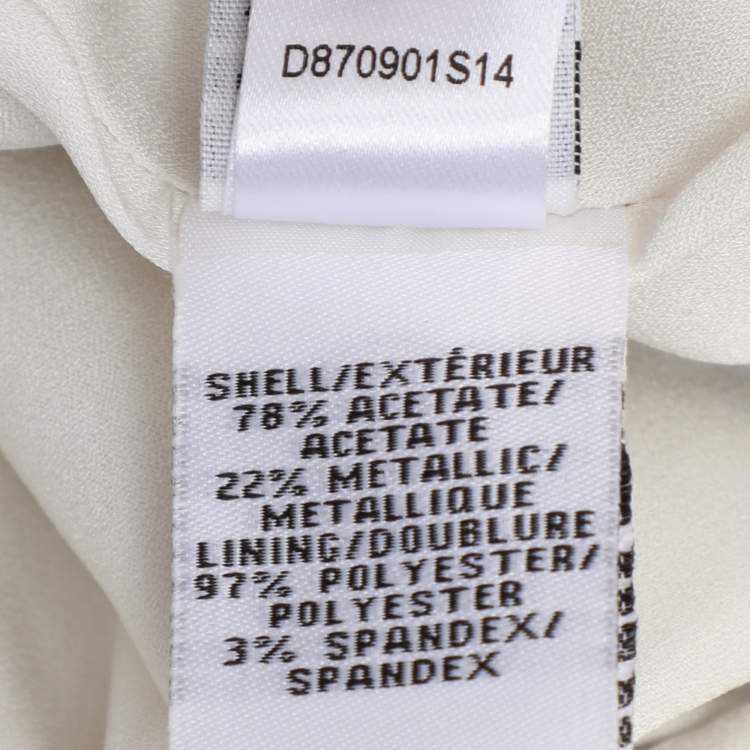 D870901S14
SHELL/EXTÉRIEUR
78% ACETATE/
ACETATE
22% METALLIC/
METALLIQUE
LINING/DOUBLURE
97% POLYESTER/
POLYESTER
3% SPANDEX/
SPANDEX